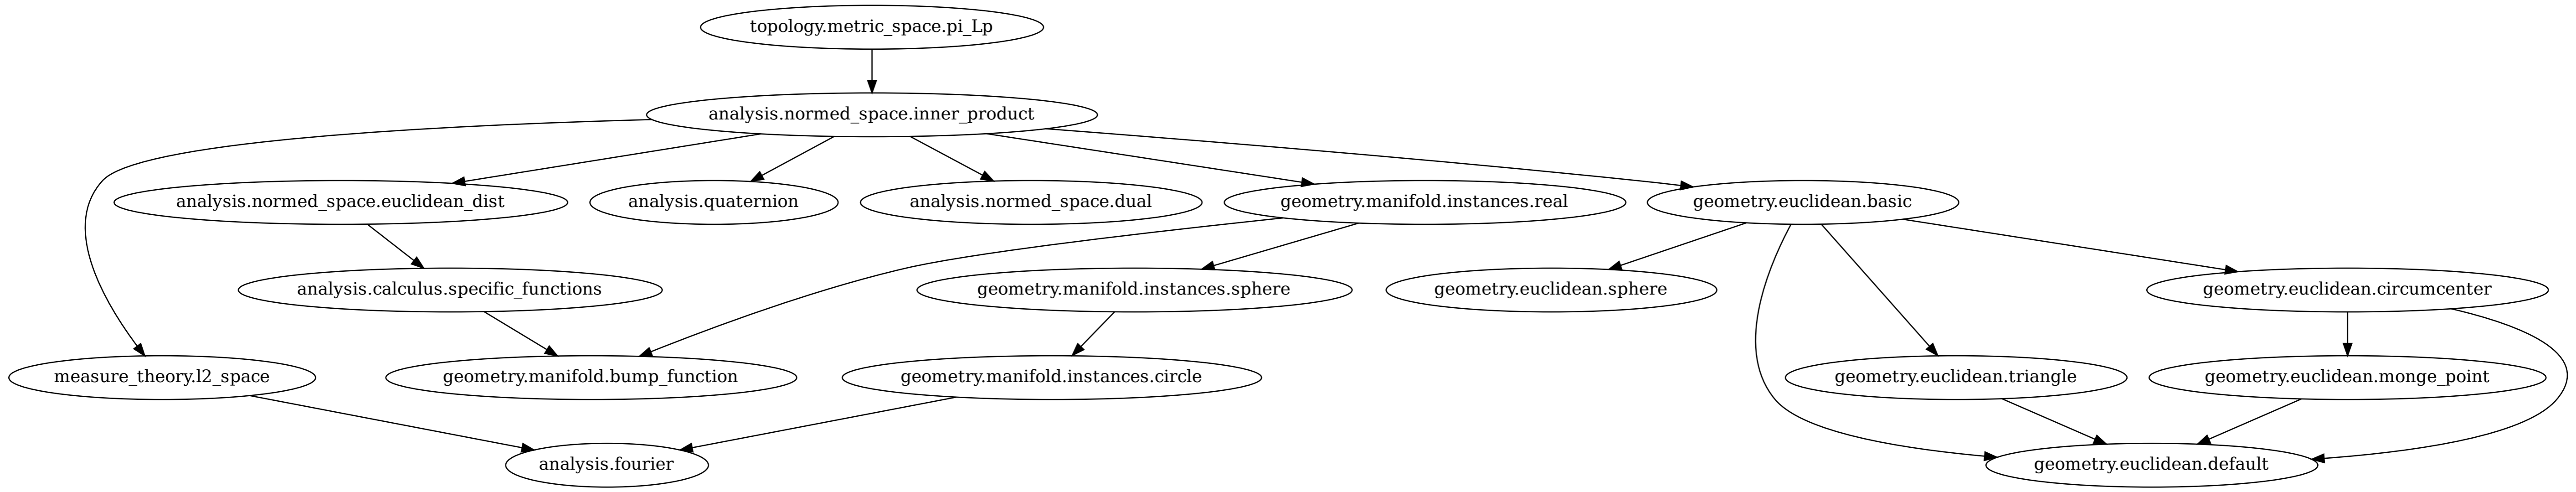 topology.metric_space.pi_Lp
analysis.normed_space.inner_product
analysis.normed_space.euclidean_dist
analysis.quaternion
analysis.normed_space.dual
geometry.manifold.instances.real
geometry.euclidean.basic
analysis.calculus.specific_functions
geometry.manifold.instances.sphere
geometry.euclidean.sphere
geometry.euclidean.circumcenter
measure_theory.l2_space
geometry.manifold.bump_function
geometry.manifold.instances.circle
geometry.euclidean.triangle
geometry.euclidean.monge_point
analysis.fourier
geometry.euclidean.default